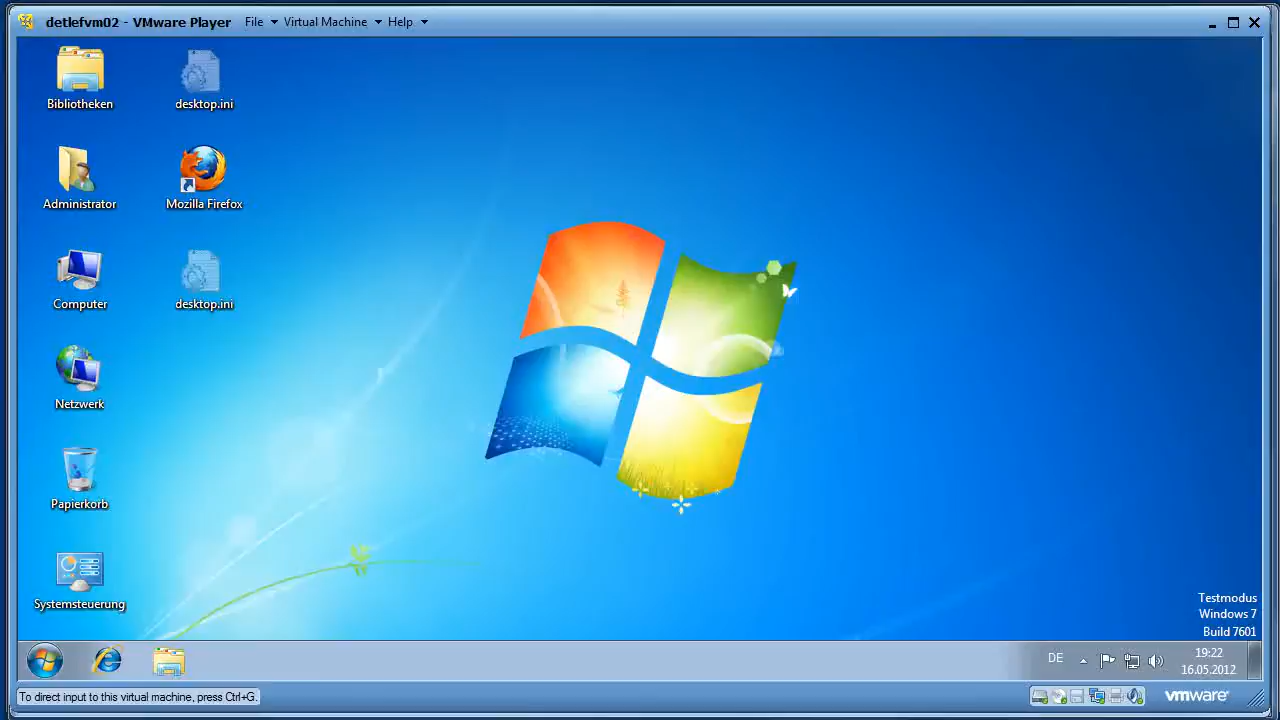 detlefvm02 - VMware Player File Virtual Machine Help
Bibliotheken
desktop.ini
Administrator
Mozilla Firefox
Computer
desktop.ini
Netzwerk
Papierkorb
Systemsteuerung
Testmodus
Windows 7
Build 7601
DE
19:22
16.05.2012
To direct input to this virtual machine, press Ctrl+G.
vmware